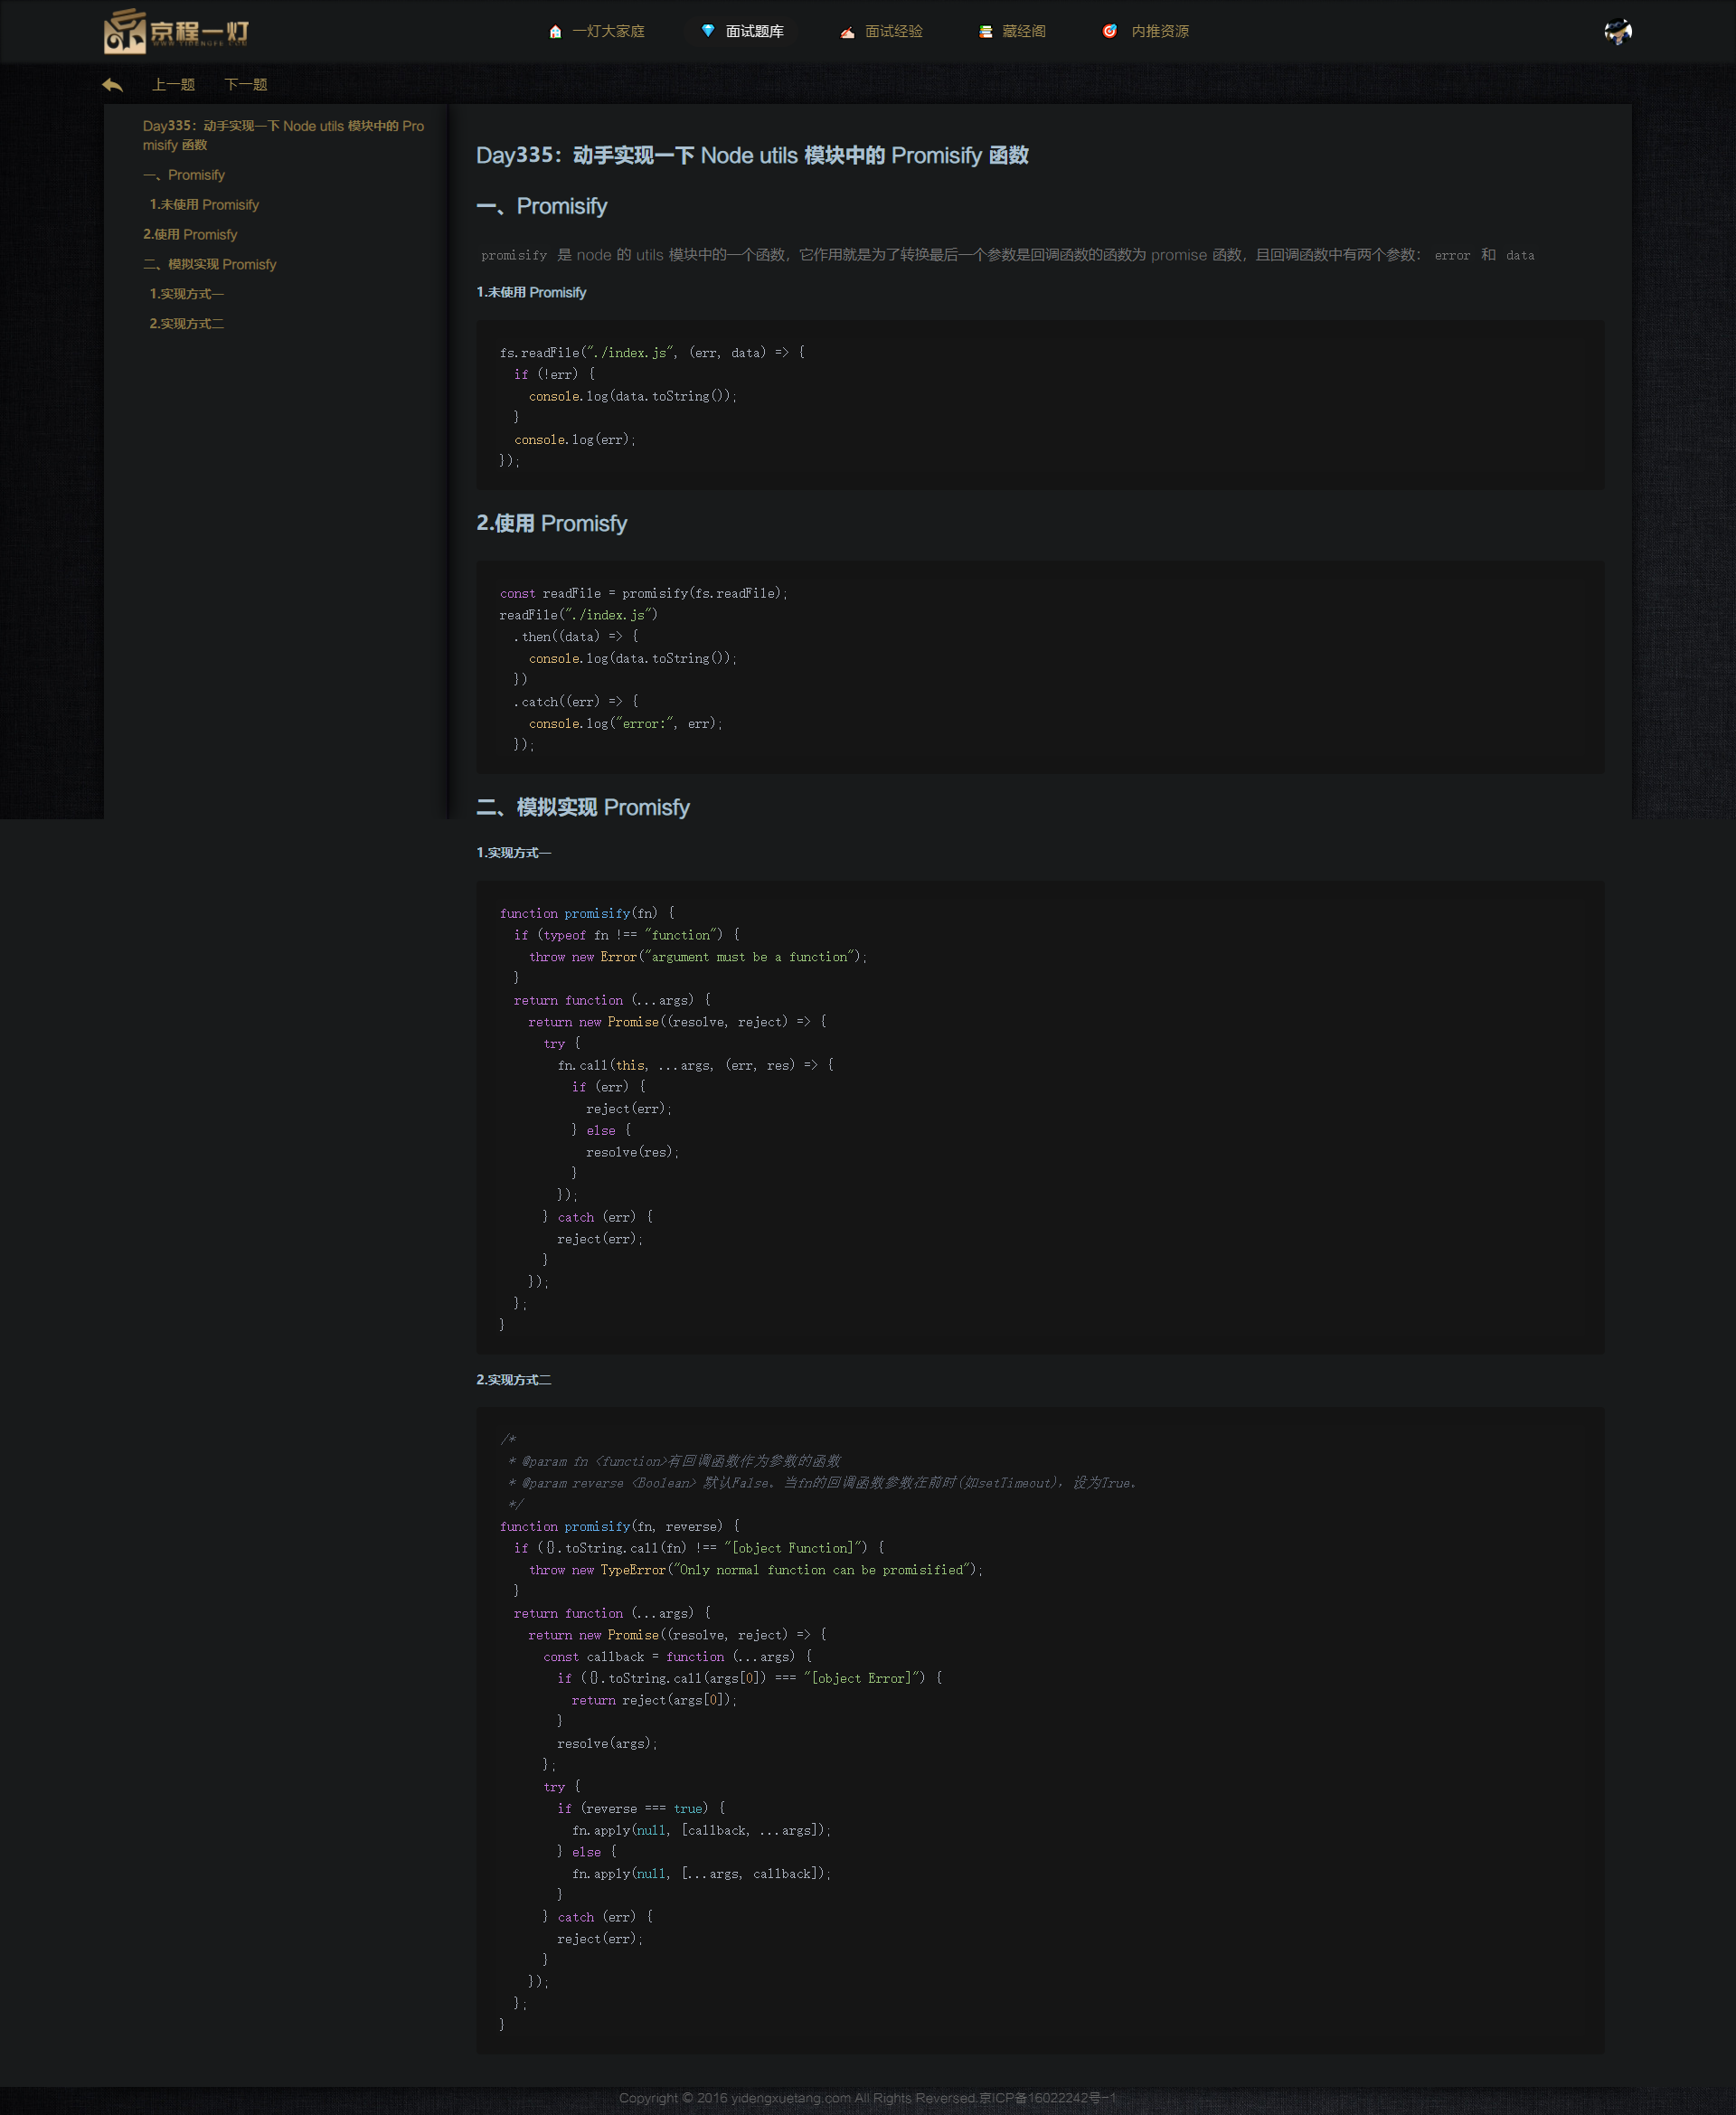 京程一灯
WWW.YIDENGFE.COM
一灯大家庭
面试题库
面试经验
藏经阁
内推资源
上一题
下一题
Day335：动手实现一下 Node utils 模块中的 Pro
misify 函数
一、Promisify
1.未使用 Promisify
2.使用 Promisfy
二、模拟实现 Promisfy
1.实现方式一
2.实现方式二
Day335：动手实现一下 Node utils 模块中的 Promisify 函数
一、Promisify
promisify 是 node 的 utils 模块中的一个函数，它作用就是为了转换最后一个参数是回调函数的函数为 promise 函数，且回调函数中有两个参数： error 和 data
1.未使用 Promisify
fs.readFile("./index.js", (err, data) => {
  if (!err) {
    console.log(data.toString());
  }
  console.log(err);
});
2.使用 Promisfy
const readFile = promisify(fs.readFile);
readFile("./index.js")
  .then((data) => {
    console.log(data.toString());
  })
  .catch((err) => {
    console.log("error:", err);
  });
二、模拟实现 Promisfy
1.实现方式一
function promisify(fn) {
  if (typeof fn !== "function") {
    throw new Error("argument must be a function");
  }
  return function (...args) {
    return new Promise((resolve, reject) => {
      try {
        fn.call(this, ...args, (err, res) => {
          if (err) {
            reject(err);
          } else {
            resolve(res);
          }
        });
      } catch (err) {
        reject(err);
      }
    });
  };
}
2.实现方式二
/*
 * @param fn <function>有回调函数作为参数的函数
 * @param reverse <Boolean> 默认False。当fn的回调函数参数在前时(如setTimeout)，设为True。
 */
function promisify(fn, reverse) {
  if ({}.toString.call(fn) !== "[object Function]") {
    throw new TypeError("Only normal function can be promisified");
  }
  return function (...args) {
    return new Promise((resolve, reject) => {
      const callback = function (...args) {
        if ({}.toString.call(args[0]) === "[object Error]") {
          return reject(args[0]);
        }
        resolve(args);
      };
      try {
        if (reverse === true) {
          fn.apply(null, [callback, ...args]);
        } else {
          fn.apply(null, [...args, callback]);
        }
      } catch (err) {
        reject(err);
      }
    });
  };
}
Copyright © 2016 yidengxuetang.com All Rights Reversed.京ICP备16022242号-1